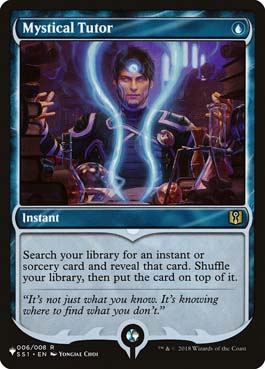 Mystical Tutor
Instant
Search your library for an instant or
sorcery card and reveal that card. Shuffle
your library, then put the card on top of it.
"It's not just what you know. It's knowing
where to find what you don't."
006/008 R
SS1 • EN YONGJAE CHOI
™ & © 2018 Wizards of the Coast